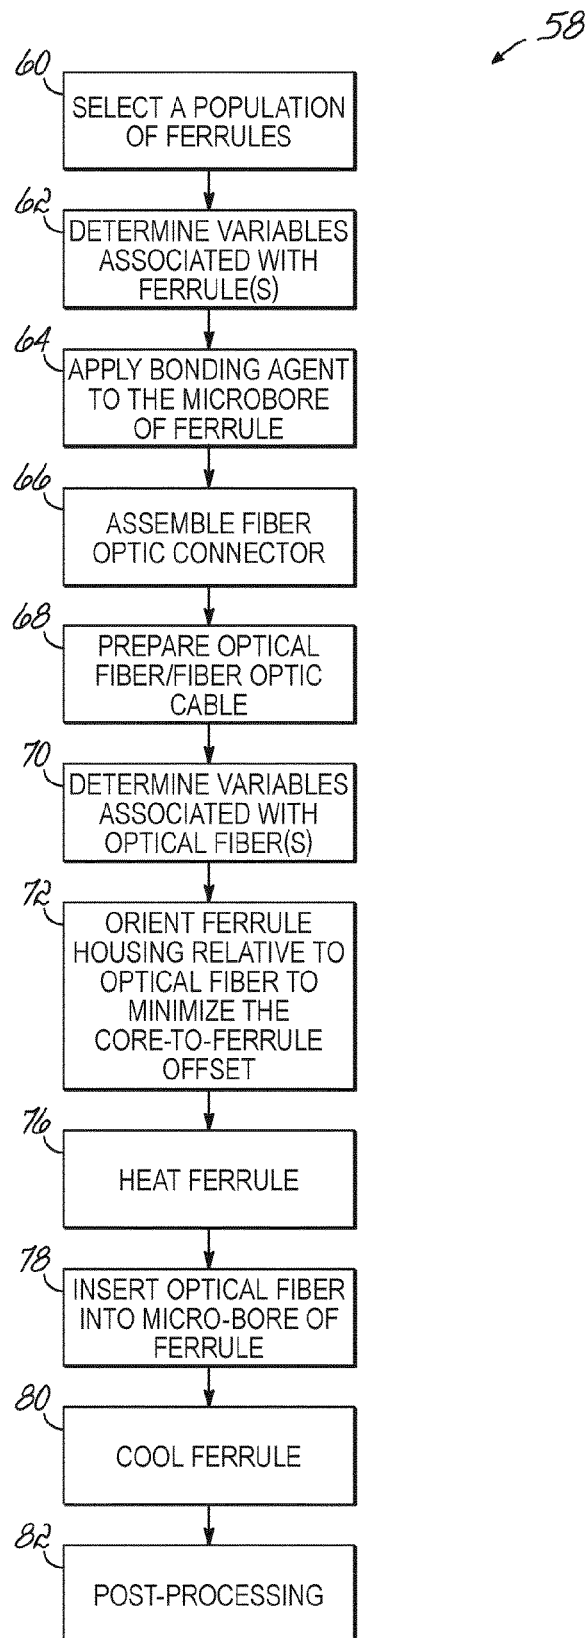 58
60
SELECT A POPULATION
OF FERRULES
62
DETERMINE VARIABLES
ASSOCIATED WITH
FERRULE(S)
64
APPLY BONDING AGENT
TO THE MICROBORE
OF FERRULE
66
ASSEMBLE FIBER
OPTIC CONNECTOR
68
PREPARE OPTICAL
FIBER/FIBER OPTIC
CABLE
70
DETERMINE VARIABLES
ASSOCIATED WITH
OPTICAL FIBER(S)
72
ORIENT FERRULE
HOUSING RELATIVE TO
OPTICAL FIBER TO
MINIMIZE THE
CORE-TO-FERRULE
OFFSET
76
HEAT FERRULE
78
INSERT OPTICAL FIBER
INTO MICRO-BORE OF
FERRULE
80
COOL FERRULE
82
POST-PROCESSING